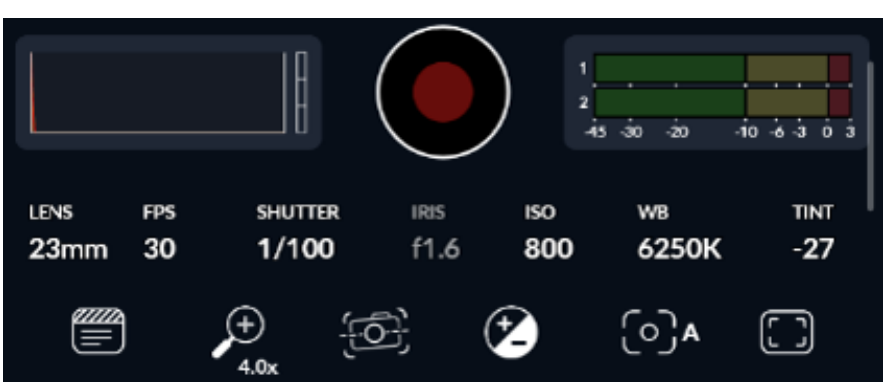 1
2
-45 -30 -20 -10 -6 -3 0 3
LENS FPS SHUTTER IRIS ISO WB TINT
23mm 30 1/100 f1.6 800 6250K -27
A
4.0x